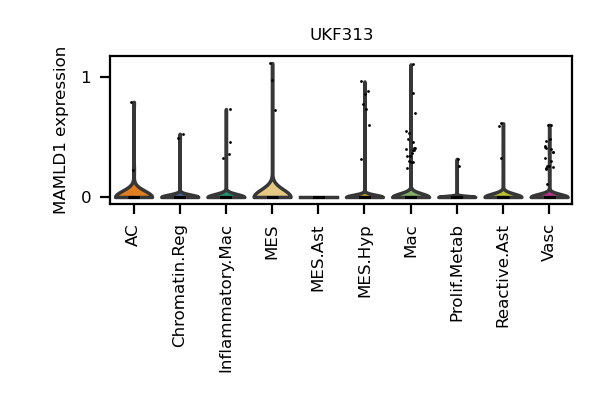 UKF313
MAMLD1 expression
1
0
AC
Chromatin.Reg
Inflammatory.Mac
MES
MES.Ast
MES.Hyp
Mac
Prolif.Metab
Reactive.Ast
Vasc